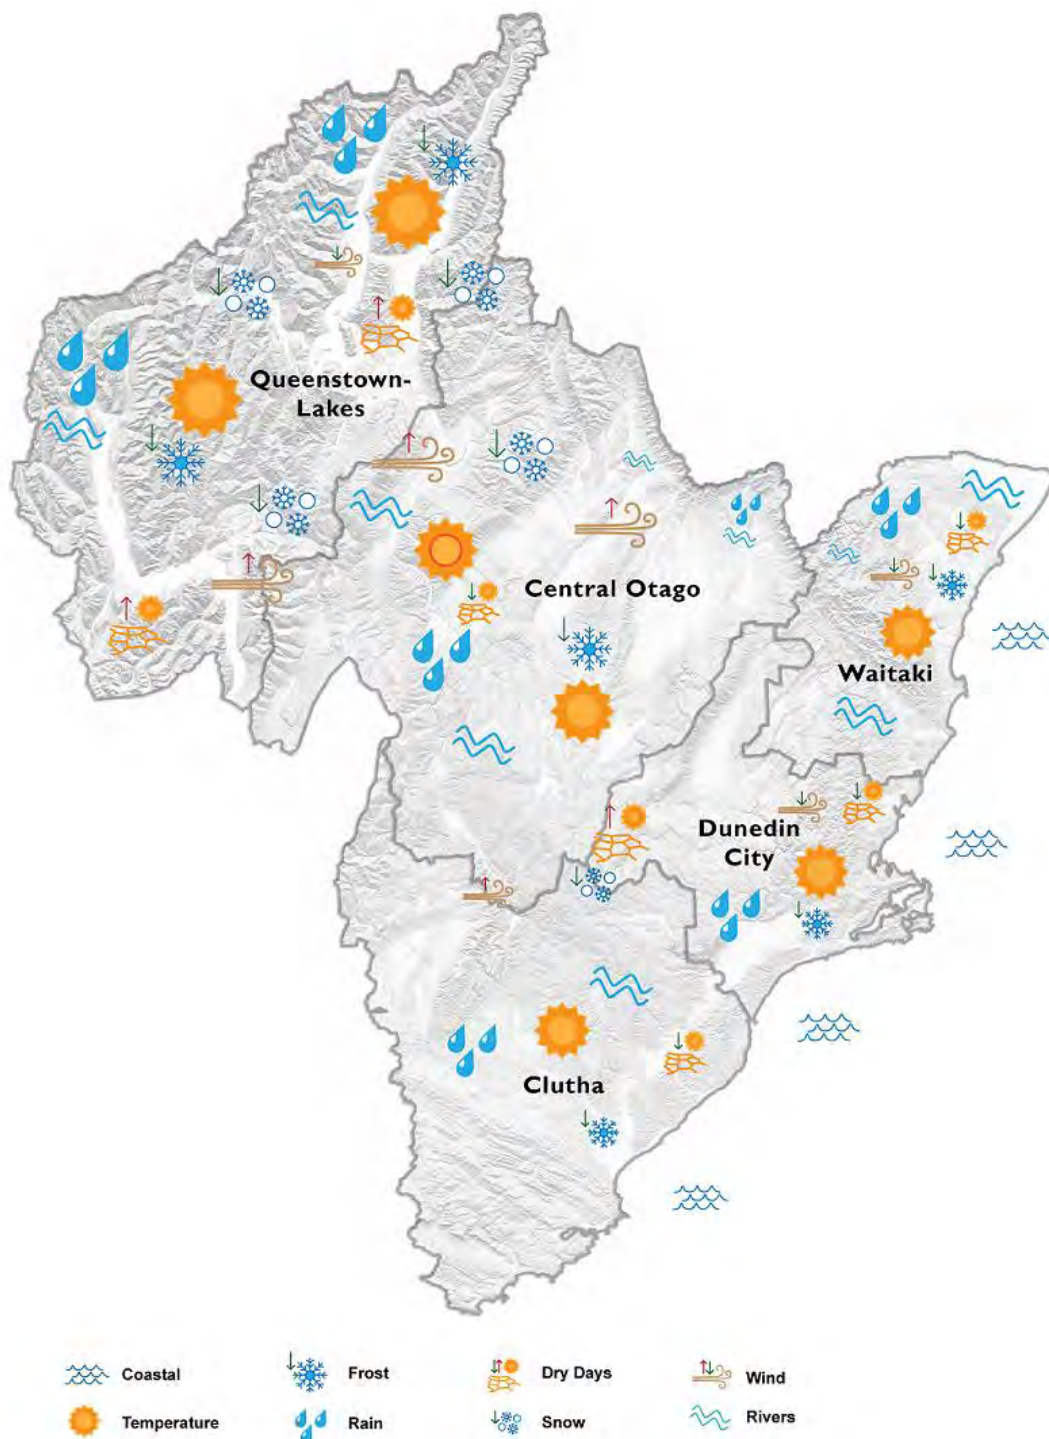 Queenstown-
Lakes
Central Otago
Waitaki
Dunedin
City
Clutha
Coastal
Frost
Dry Days
Wind
Temperature
Rain
Snow
Rivers